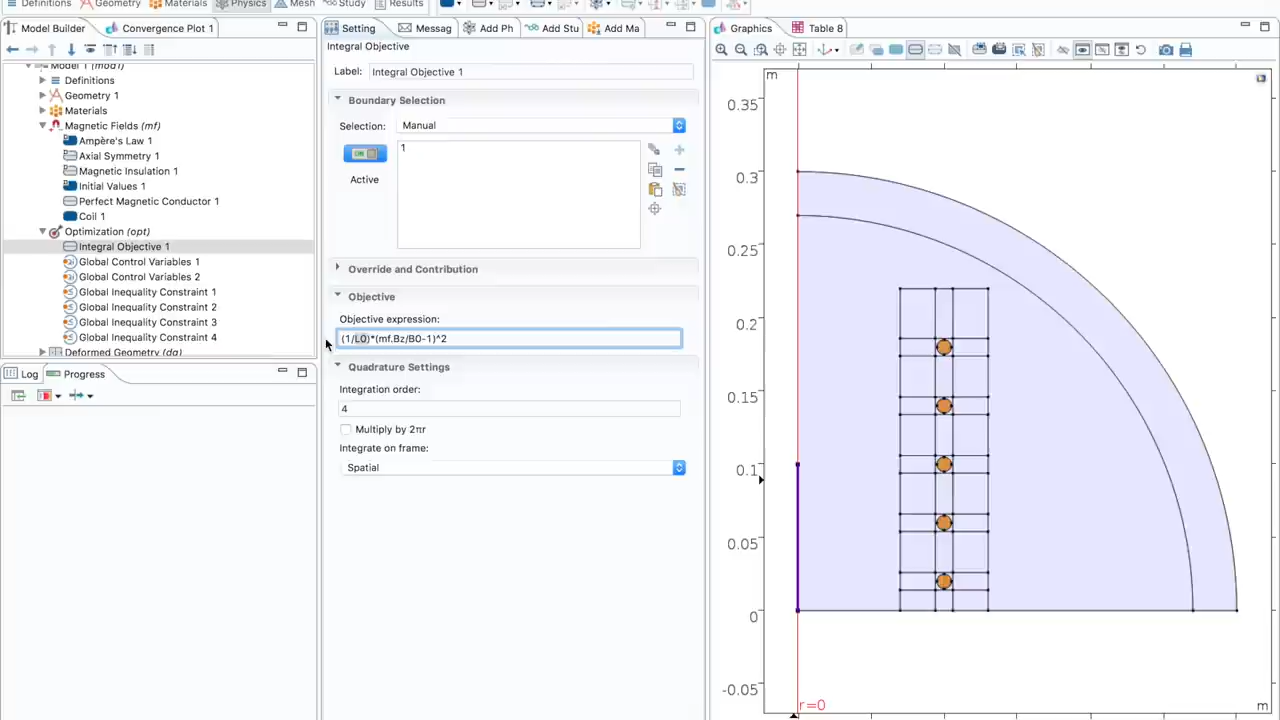 Definitions Geometry Materials Physics Mesh Study Results
Model Builder Convergence Plot 1
Model 1 (mod1)
Definitions
Geometry 1
Materials
Magnetic Fields (mf)
Ampère's Law 1
Axial Symmetry 1
Magnetic Insulation 1
Initial Values 1
Perfect Magnetic Conductor 1
Coil 1
Optimization (opt)
Integral Objective 1
Global Control Variables 1
Global Control Variables 2
Global Inequality Constraint 1
Global Inequality Constraint 2
Global Inequality Constraint 3
Global Inequality Constraint 4
Deformed Geometry (dg)
Log Progress
Setting Messag Add Ph Add Stu Add Ma
Integral Objective
Label: Integral Objective 1
Boundary Selection
Selection: Manual
1
Active
Override and Contribution
Objective
Objective expression:
(1/L0)*(mf.Bz/B0-1)^2
Quadrature Settings
Integration order:
4
Multiply by 2πr
Integrate on frame:
Spatial
Graphics Table 8
m
0.35
0.3
0.25
0.2
0.15
0.1
0.05
0
-0.05
r=0
m